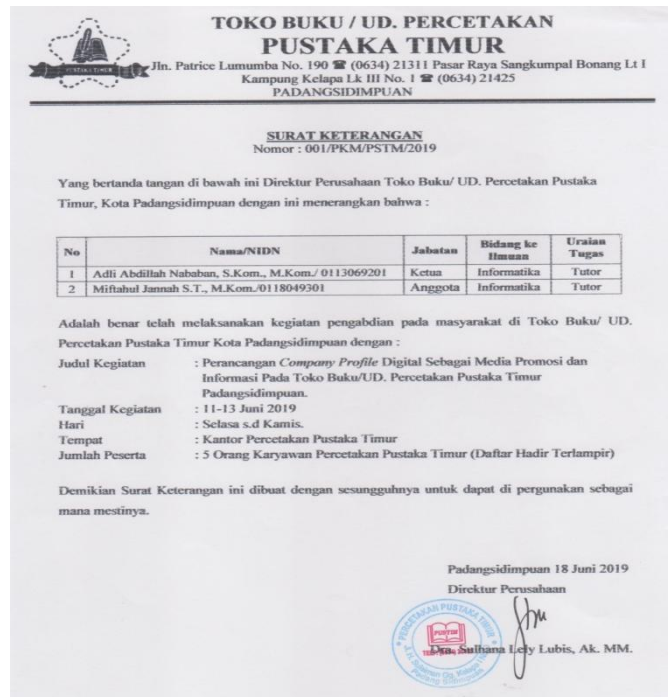 TOKO BUKU / UD. PERCETAKAN
PUSTAKA TIMUR
PUSTAKA TIMUR
Jln. Patrice Lumumba No. 190 ☎ (0634) 21311 Pasar Raya Sangkumpal Bonang Lt I
Kampung Kelapa Lk III No. 1 ☎ (0634) 21425
PADANGSIDIMPUAN
SURAT KETERANGAN
Nomor : 001/PKM/PSTM/2019
Yang bertanda tangan di bawah ini Direktur Perusahaan Toko Buku/ UD. Percetakan Pustaka
Timur, Kota Padangsidimpuan dengan ini menerangkan bahwa :
No Nama/NIDN Jabatan Bidang ke Ilmuan Uraian Tugas
1 Adli Abdillah Nababan, S.Kom., M.Kom./ 0113069201 Ketua Informatika Tutor
2 Miftahul Jannah S.T., M.Kom./0118049301 Anggota Informatika Tutor
Adalah benar telah melaksanakan kegiatan pengabdian pada masyarakat di Toko Buku/ UD.
Percetakan Pustaka Timur Kota Padangsidimpuan dengan :
Judul Kegiatan : Perancangan Company Profile Digital Sebagai Media Promosi dan
Informasi Pada Toko Buku/UD. Percetakan Pustaka Timur
Padangsidimpuan.
Tanggal Kegiatan : 11-13 Juni 2019
Hari : Selasa s.d Kamis.
Tempat : Kantor Percetakan Pustaka Timur
Jumlah Peserta : 5 Orang Karyawan Percetakan Pustaka Timur (Daftar Hadir Terlampir)
Demikian Surat Keterangan ini dibuat dengan sesungguhnya untuk dapat di pergunakan sebagai
mana mestinya.
Padangsidimpuan 18 Juni 2019
Direktur Perusahaan
PERCETAKAN PUSTAKA TIMUR
PUSTIM
Dra. Sulhana Lely Lubis, Ak. MM.